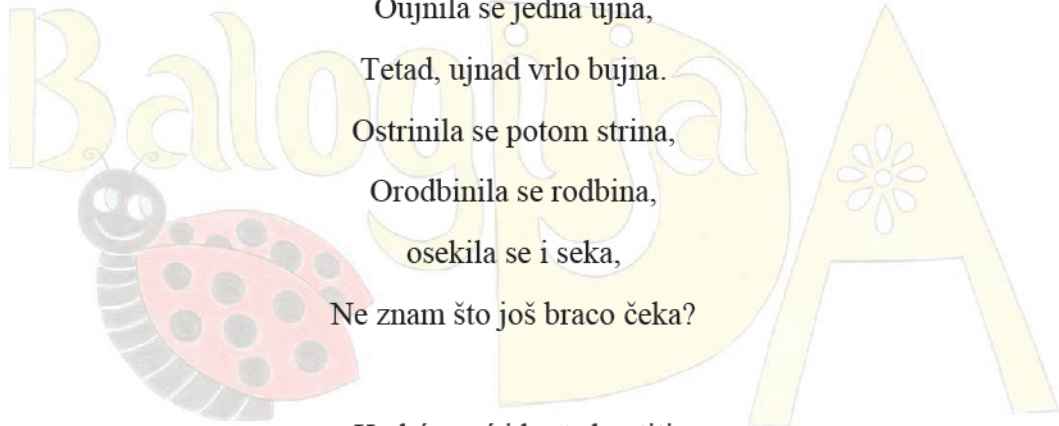 Balogija
DA
Oujnila se jedna ujna,
Tetad, ujnad vrlo bujna.
Ostrinila se potom strina,
Orodbinila se rodbina,
osekila se i seka,
Ne znam što još braco čeka?